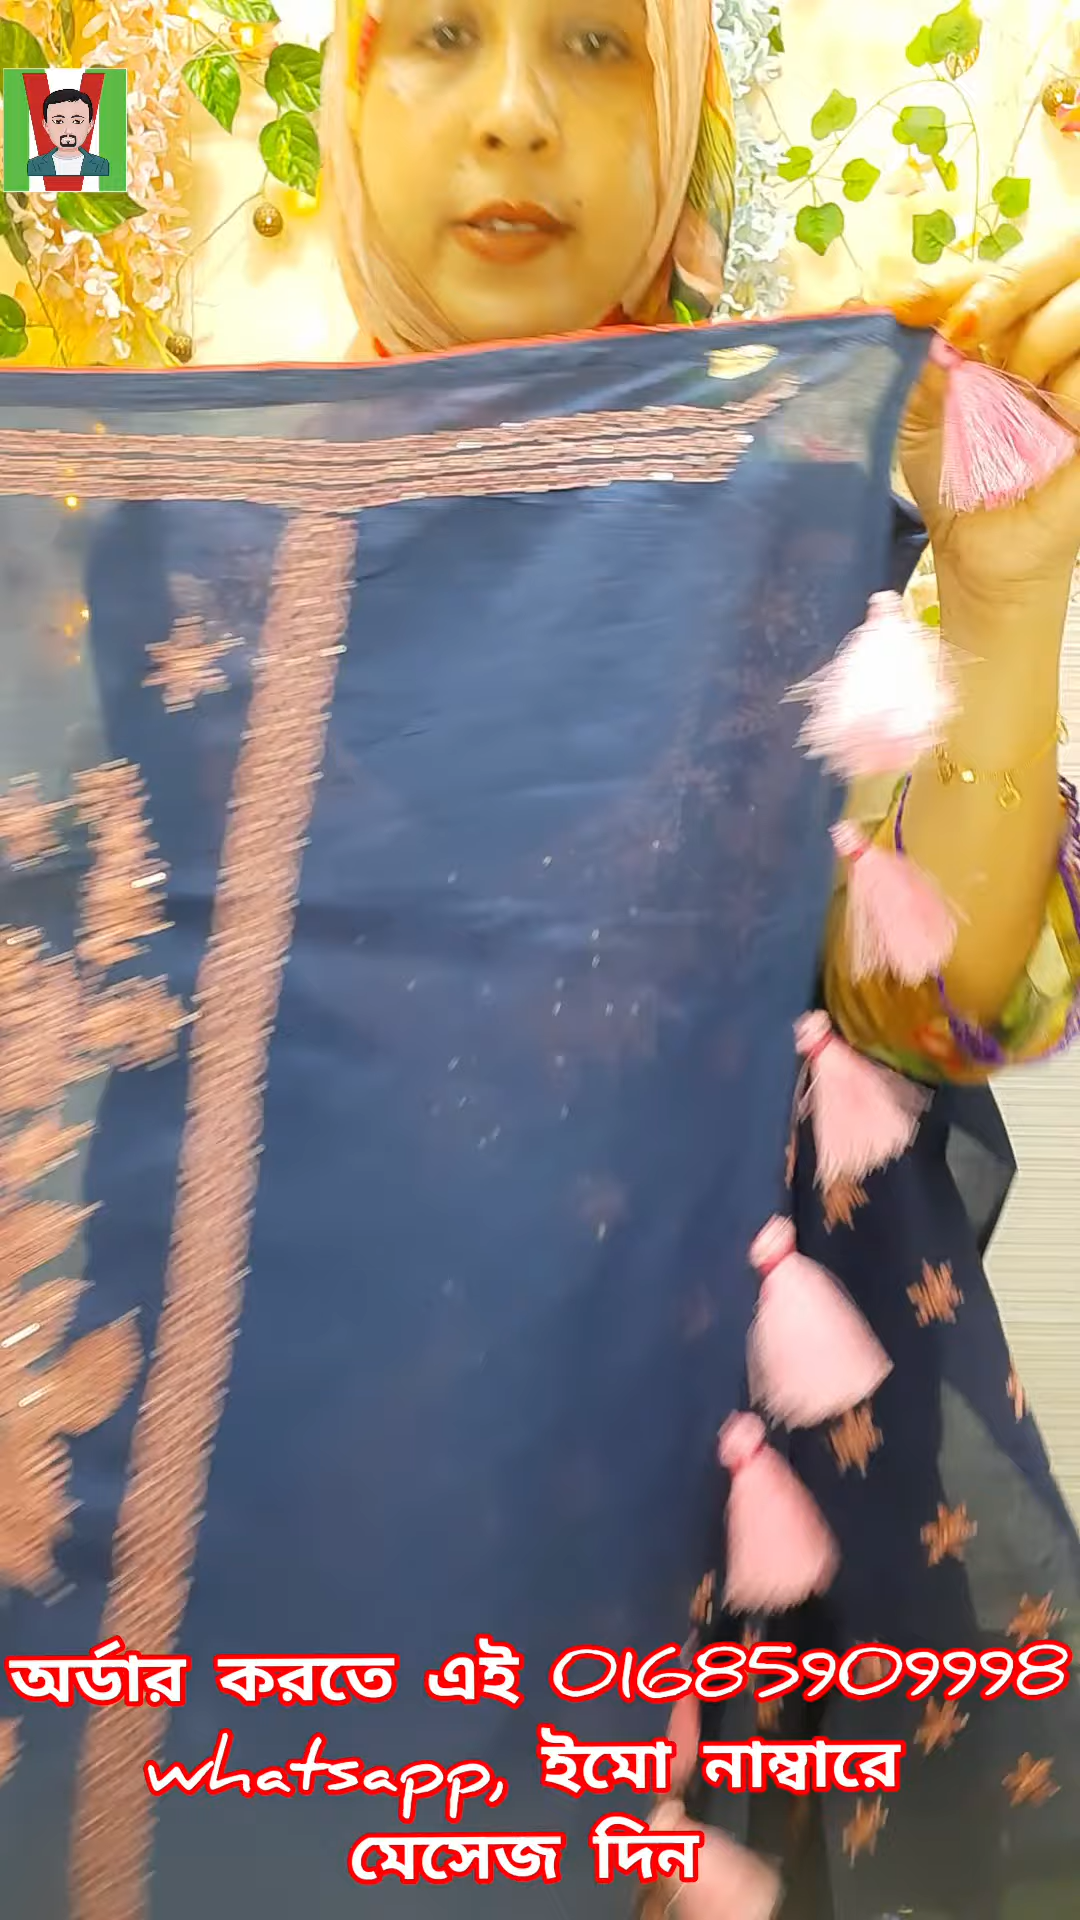 অর্ডার করতে এই 01685909998
whatsapp, ইমো নাম্বারে
মেসেজ দিন